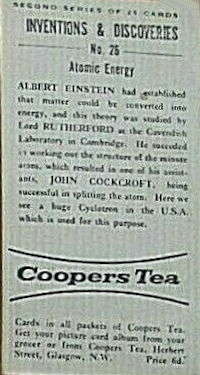 SECOND SERIES OF 25 CARDS
INVENTIONS & DISCOVERIES
No. 26
Atomic Energy
ALBERT EINSTEIN had established
that matter could be converted into
energy, and this theory was studied by
Lord RUTHERFORD at the Cavendish
Laboratory in Cambridge. He succeeded
in working out the structure of the minute
atoms, which resulted in one of his assist-
ants, JOHN COCKCROFT, being
successful in splitting the atom. Here we
see a huge Cyclotron in the U.S.A.
which is used for this purpose.
Coopers Tea
Cards in all packets of Coopers Tea.
Get your picture card album from your
grocer or from Coopers Tea, Herbert
Street, Glasgow, N.W. Price 6d.